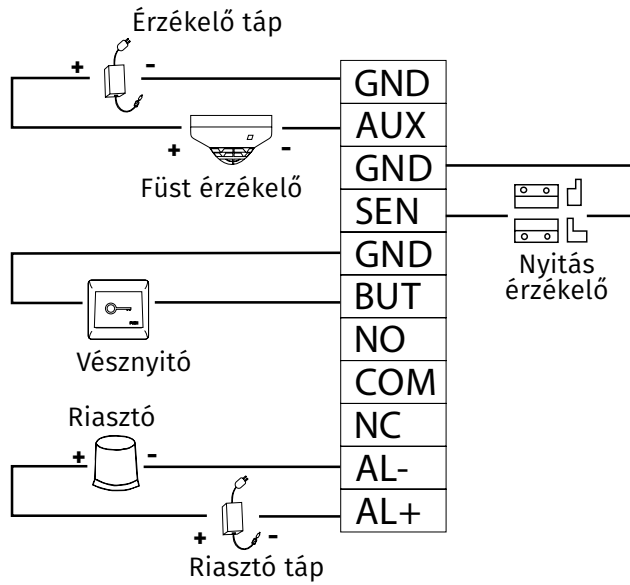 Érzékelő táp
+ -
GND
AUX
+ -
Füst érzékelő
GND
SEN
Nyitás
érzékelő
GND
BUT
Vésznyitó
NO
COM
NC
Riasztó
+ -
AL-
AL+
+ -
Riasztó táp